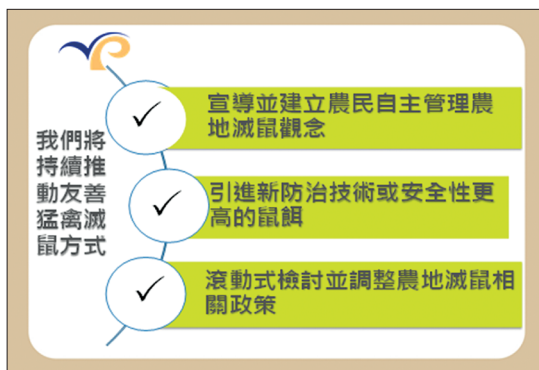 我們將
持續推
動友善
猛禽滅
鼠方式
宣導並建立農民自主管理農
地滅鼠觀念
引進新防治技術或安全性更
高的鼠餌
滾動式檢討並調整農地滅鼠相
關政策